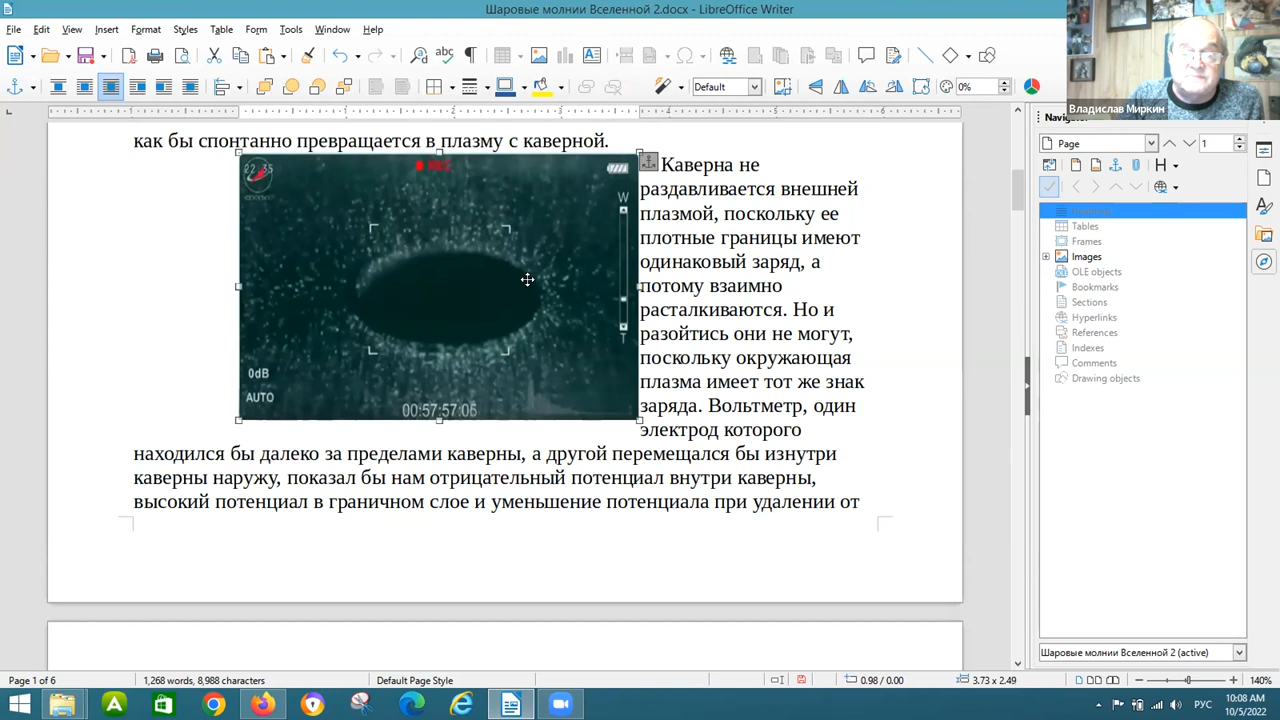 Шаровые молнии Вселенной 2.docx - LibreOffice Writer
File Edit View Insert Format Styles Table Form Tools Window Help
Default
0%
Владислав Миркин
Page
1
как бы спонтанно превращается в плазму с каверной.
22 35
W
T
0dB
AUTO
00:57:57:06
Каверна не
раздавливается внешней
плазмой, поскольку ее
плотные границы имеют
одинаковый заряд, а
потому взаимно
расталкиваются. Но и
разойтись они не могут,
поскольку окружающая
плазма имеет тот же знак
заряда. Вольтметр, один
электрод которого
находился бы далеко за пределами каверны, а другой перемещался бы изнутри
каверны наружу, показал бы нам отрицательный потенциал внутри каверны,
высокий потенциал в граничном слое и уменьшение потенциала при удалении от
Tables
Frames
Images
OLE objects
Bookmarks
Sections
Hyperlinks
References
Indexes
Comments
Drawing objects
Шаровые молнии Вселенной 2 (active)
Page 1 of 6
1,268 words, 8,988 characters
Default Page Style
0.98 / 0.00
3.73 x 2.49
140%
РУС
10:08 AM
10/5/2022